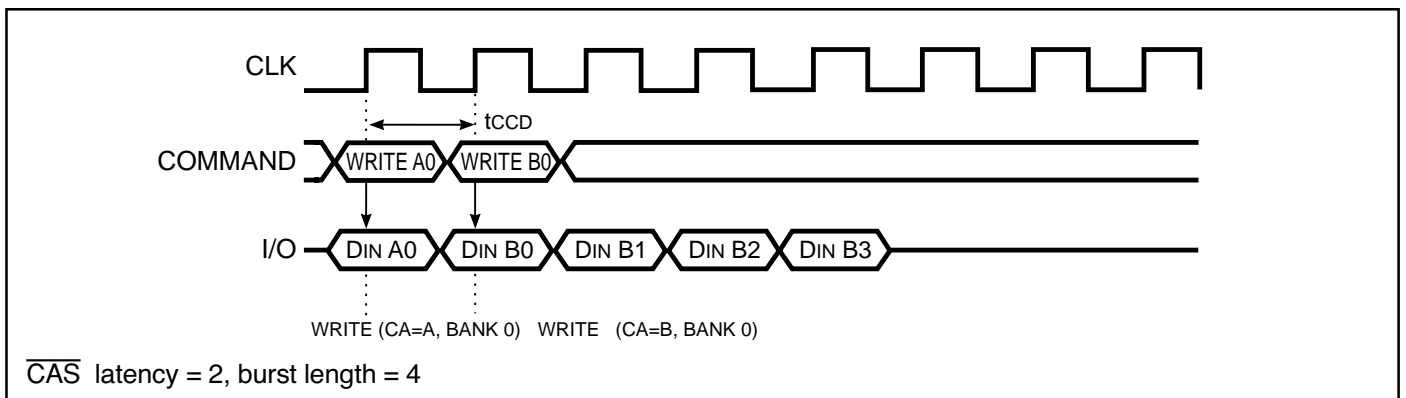 CLK
tCCD
COMMAND WRITE A0 WRITE B0
I/O DIN A0 DIN B0 DIN B1 DIN B2 DIN B3
WRITE (CA=A, BANK 0) WRITE (CA=B, BANK 0)
CAS latency = 2, burst length = 4